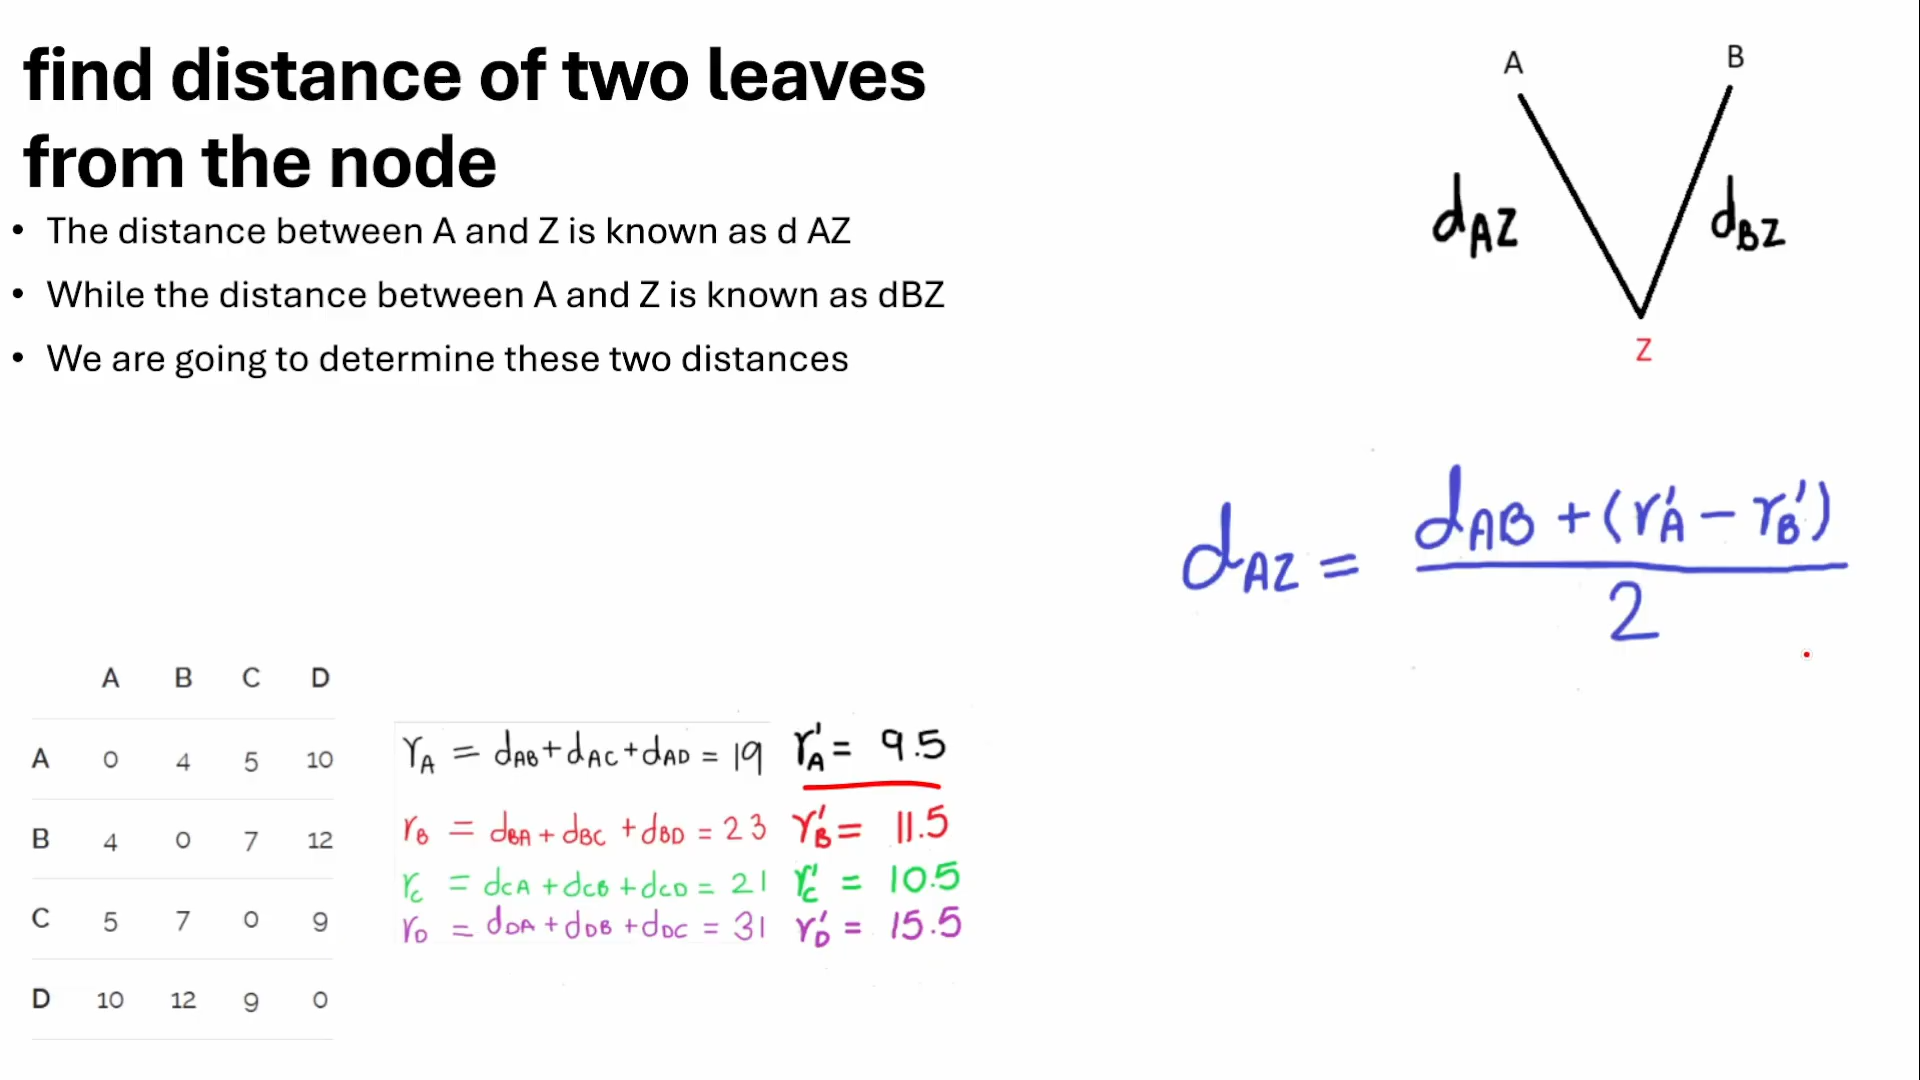 find distance of two leaves
from the node
• The distance between A and Z is known as d AZ
• While the distance between A and Z is known as dBZ
• We are going to determine these two distances
A B
dAZ dBZ
Z
dAZ = dAB + (r'A − r'B) / 2
A B C D
A 0 4 5 10
B 4 0 7 12
C 5 7 0 9
D 10 12 9 0
rA = dAB + dAC + dAD = 19 r'A = 9.5
rB = dBA + dBC + dBD = 23 r'B = 11.5
rC = dCA + dCB + dCD = 21 r'C = 10.5
rD = dDA + dDB + dDC = 31 r'D = 15.5